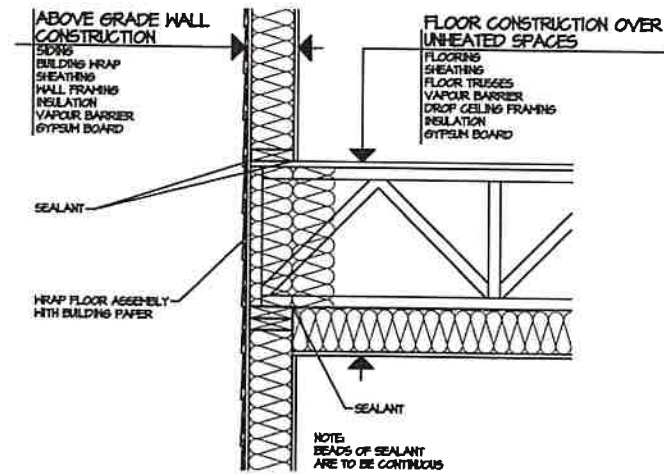 ABOVE GRADE WALL
CONSTRUCTION
SIDING
BUILDING WRAP
SHEATHING
WALL FRAMING
INSULATION
VAPOUR BARRIER
GYPSUM BOARD
FLOOR CONSTRUCTION OVER
UNHEATED SPACES
FLOORING
SHEATHING
FLOOR TRUSSES
VAPOUR BARRIER
DROP CEILING FRAMING
INSULATION
GYPSUM BOARD
SEALANT
WRAP FLOOR ASSEMBLY
WITH BUILDING PAPER
SEALANT
NOTE:
BEADS OF SEALANT
ARE TO BE CONTINUOUS